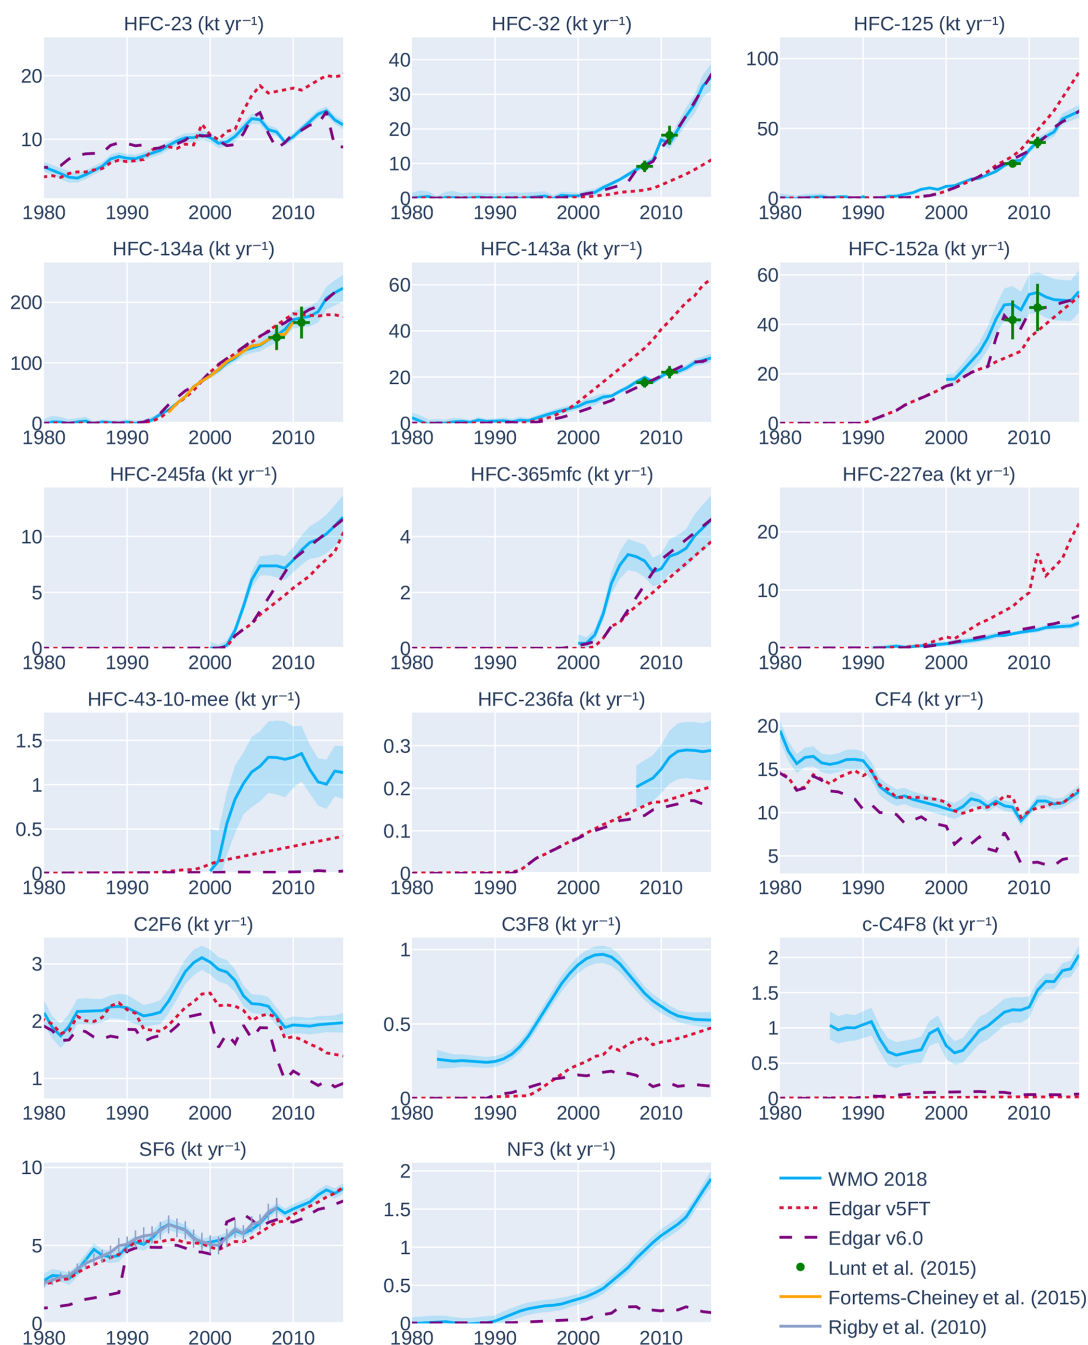 HFC-23 (kt yr⁻¹)
HFC-32 (kt yr⁻¹)
HFC-125 (kt yr⁻¹)
20
10
1980 1990 2000 2010
40
30
20
10
0
1980 1990 2000 2010
100
50
0
1980 1990 2000 2010
HFC-134a (kt yr⁻¹)
HFC-143a (kt yr⁻¹)
HFC-152a (kt yr⁻¹)
200
100
0
1980 1990 2000 2010
60
40
20
0
1980 1990 2000 2010
60
40
20
0
1980 1990 2000 2010
HFC-245fa (kt yr⁻¹)
HFC-365mfc (kt yr⁻¹)
HFC-227ea (kt yr⁻¹)
10
5
0
1980 1990 2000 2010
4
2
0
1980 1990 2000 2010
20
10
0
1980 1990 2000 2010
HFC-43-10-mee (kt yr⁻¹)
HFC-236fa (kt yr⁻¹)
CF4 (kt yr⁻¹)
1.5
1
0.5
0
1980 1990 2000 2010
0.3
0.2
0.1
0
1980 1990 2000 2010
20
15
10
5
1980 1990 2000 2010
C2F6 (kt yr⁻¹)
C3F8 (kt yr⁻¹)
c-C4F8 (kt yr⁻¹)
3
2
1
1980 1990 2000 2010
1
0.5
0
1980 1990 2000 2010
2
1.5
1
0.5
0
1980 1990 2000 2010
SF6 (kt yr⁻¹)
NF3 (kt yr⁻¹)
10
5
0
1980 1990 2000 2010
2
1.5
1
0.5
0
1980 1990 2000 2010
WMO 2018
Edgar v5FT
Edgar v6.0
Lunt et al. (2015)
Fortems-Cheiney et al. (2015)
Rigby et al. (2010)